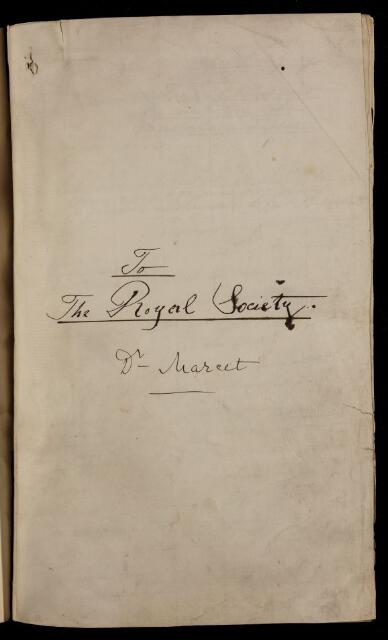 To
The Royal Society.
Dr Marcet